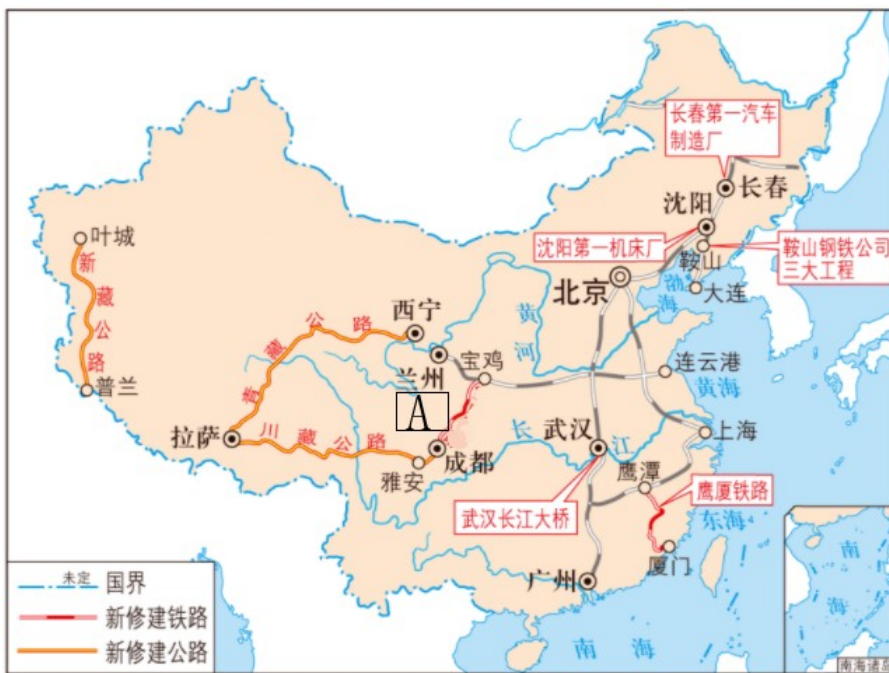 长春第一汽车
制造厂
长春
沈阳
沈阳第一机床厂
鞍山钢铁公司
三大工程
鞍山
大连
北京
渤
海
叶城
新
藏
公
路
普兰
西宁
青
藏
公
路
黄
河
兰州
宝鸡
连云港
黄海
A
拉萨
川
藏
公
路
雅安
成都
长
江
武汉
上海
武汉长江大桥
鹰潭
鹰厦铁路
东海
厦门
广州
南
海
未定
国界
新修建铁路
新修建公路
南
海
南海诸岛